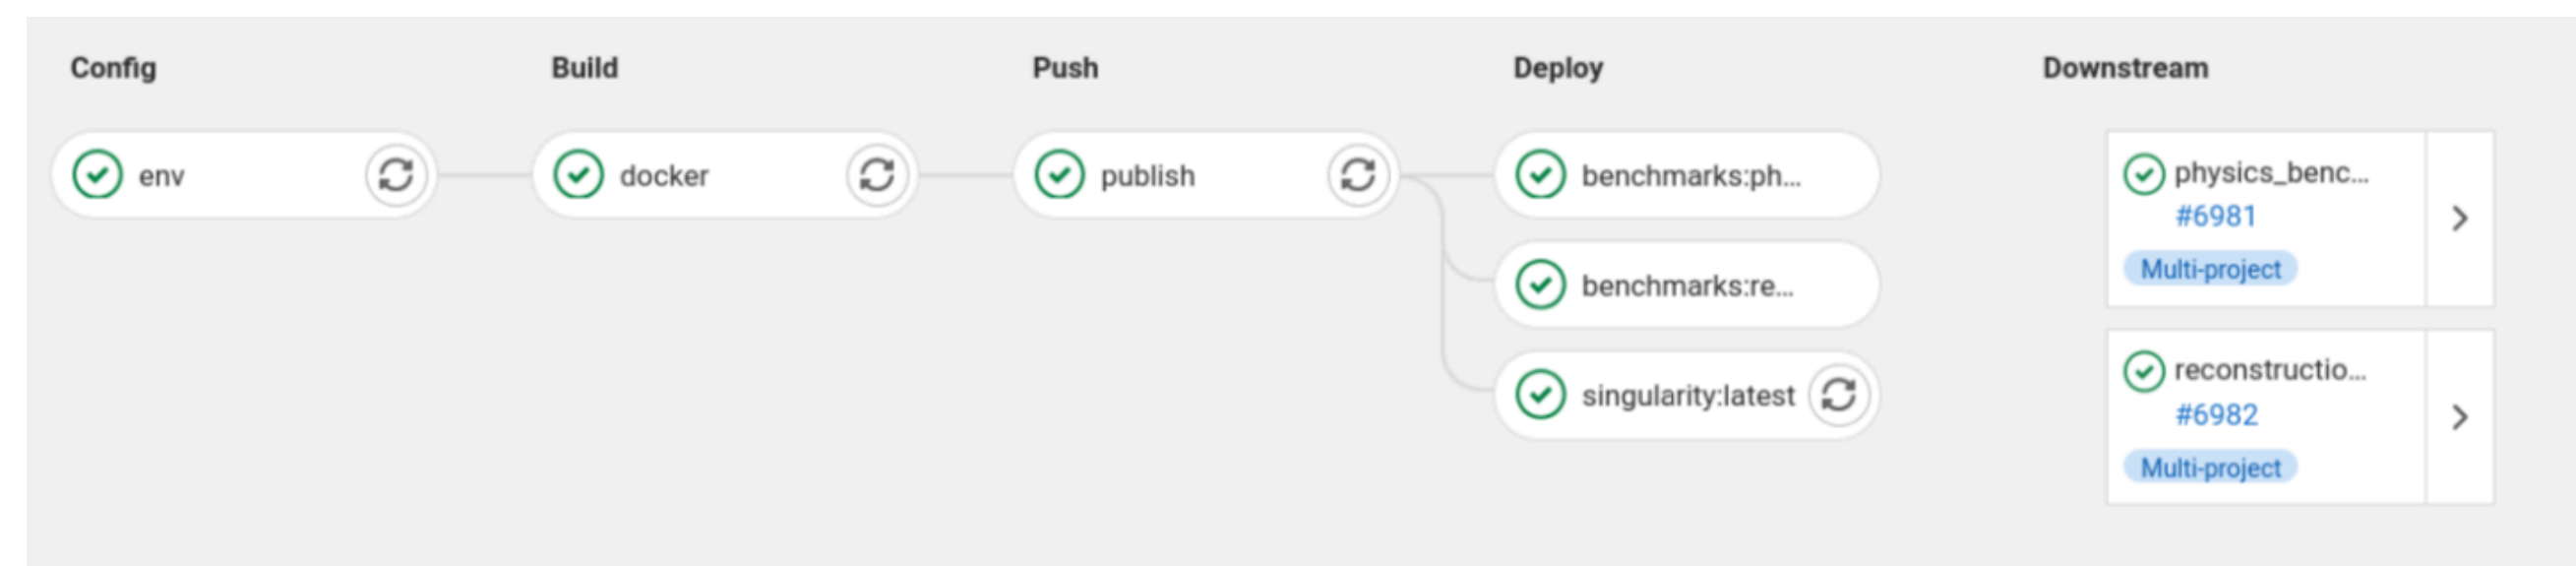 Config
env
Build
docker
Push
publish
Deploy
benchmarks:ph...
benchmarks:re...
singularity:latest
Downstream
physics_benc...
#6981
Multi-project
reconstructio...
#6982
Multi-project